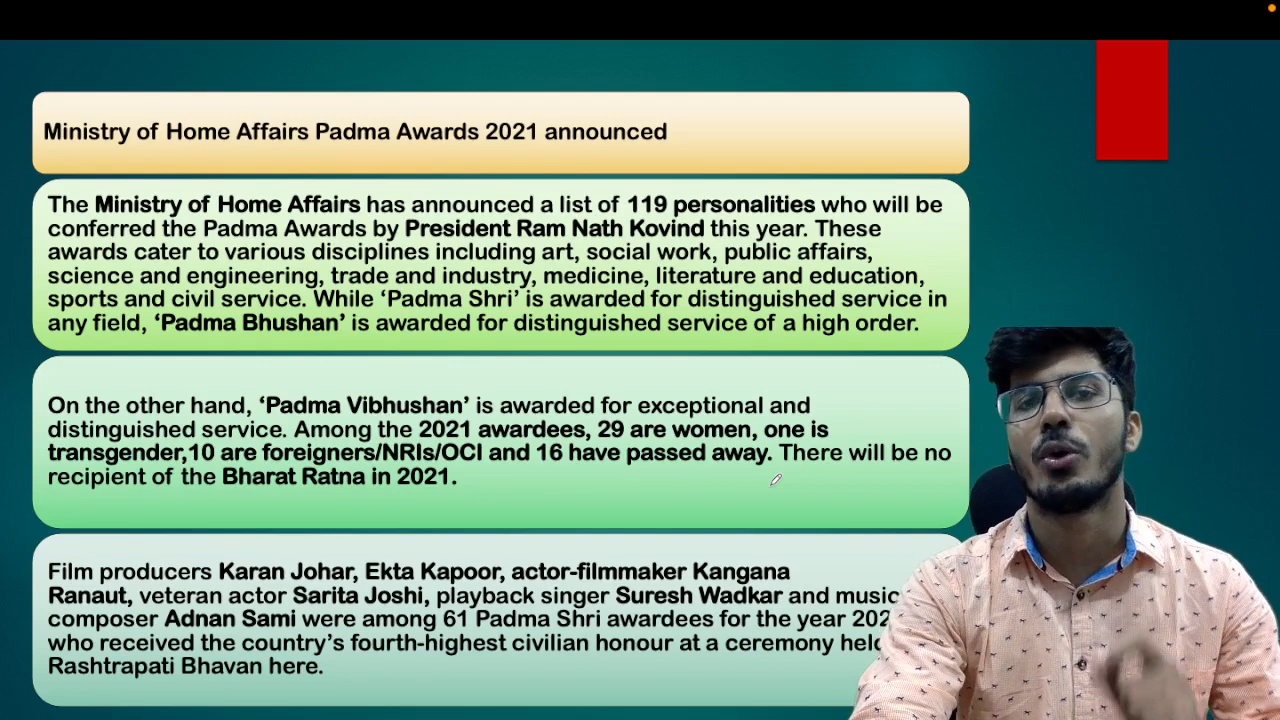 Ministry of Home Affairs Padma Awards 2021 announced
The Ministry of Home Affairs has announced a list of 119 personalities who will be
conferred the Padma Awards by President Ram Nath Kovind this year. These
awards cater to various disciplines including art, social work, public affairs,
science and engineering, trade and industry, medicine, literature and education,
sports and civil service. While ‘Padma Shri’ is awarded for distinguished service in
any field, ‘Padma Bhushan’ is awarded for distinguished service of a high order.
On the other hand, ‘Padma Vibhushan’ is awarded for exceptional and
distinguished service. Among the 2021 awardees, 29 are women, one is
transgender,10 are foreigners/NRIs/OCI and 16 have passed away. There will be no
recipient of the Bharat Ratna in 2021.
Film producers Karan Johar, Ekta Kapoor, actor-filmmaker Kangana
Ranaut, veteran actor Sarita Joshi, playback singer Suresh Wadkar and music
composer Adnan Sami were among 61 Padma Shri awardees for the year
who received the country’s fourth-highest civilian honour at a ceremony held
Rashtrapati Bhavan here.